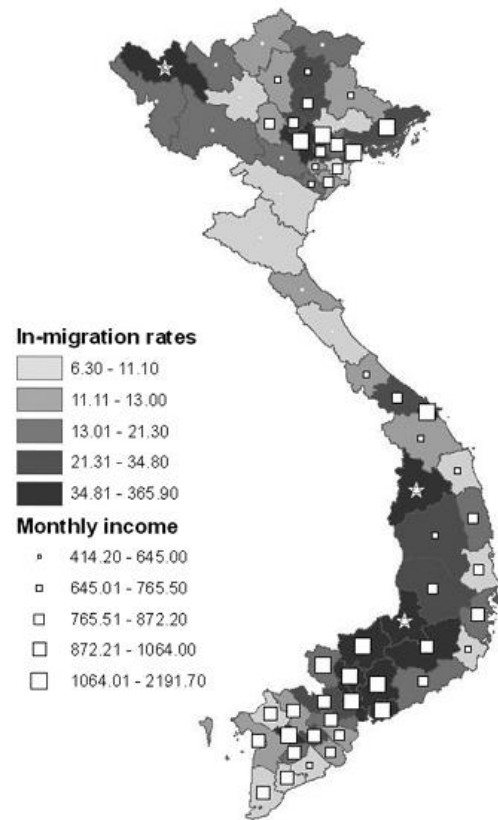 In-migration rates
6.30 - 11.10
11.11 - 13.00
13.01 - 21.30
21.31 - 34.80
34.81 - 365.90
Monthly income
414.20 - 645.00
645.01 - 765.50
765.51 - 872.20
872.21 - 1064.00
1064.01 - 2191.70